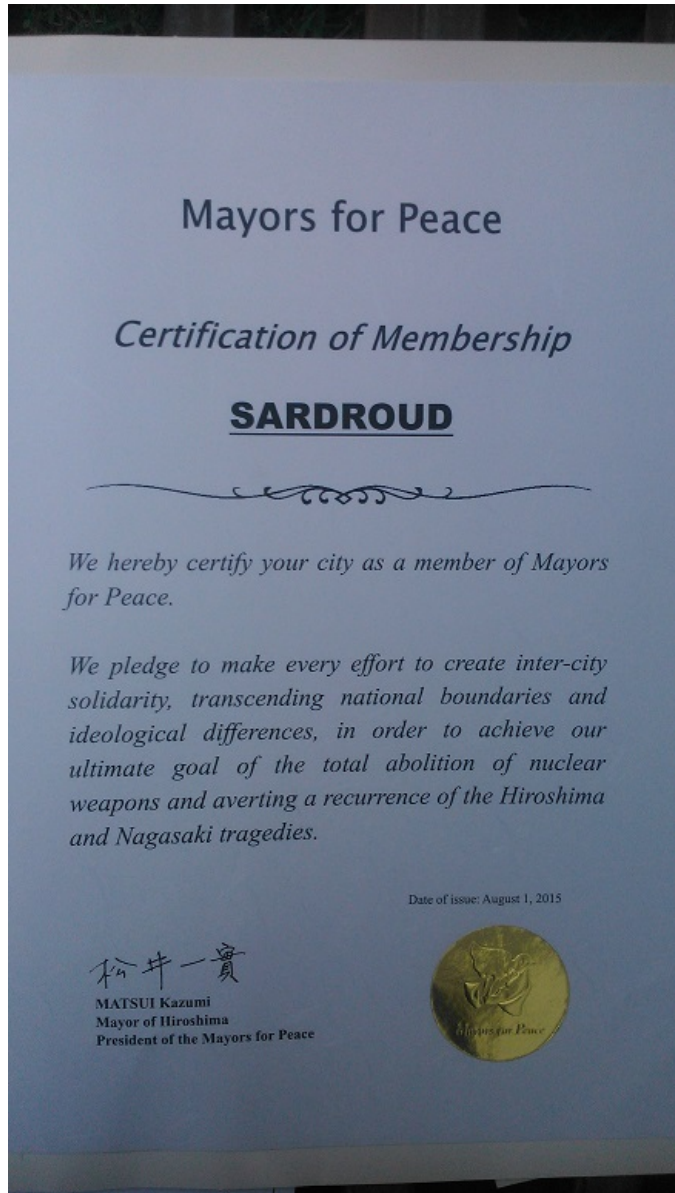 Mayors for Peace
Certification of Membership
SARDROUD
We hereby certify your city as a member of Mayors
for Peace.
We pledge to make every effort to create inter-city
solidarity, transcending national boundaries and
ideological differences, in order to achieve our
ultimate goal of the total abolition of nuclear
weapons and averting a recurrence of the Hiroshima
and Nagasaki tragedies.
Date of issue: August 1, 2015
松井一實
MATSUI Kazumi
Mayor of Hiroshima
President of the Mayors for Peace
Mayors for Peace